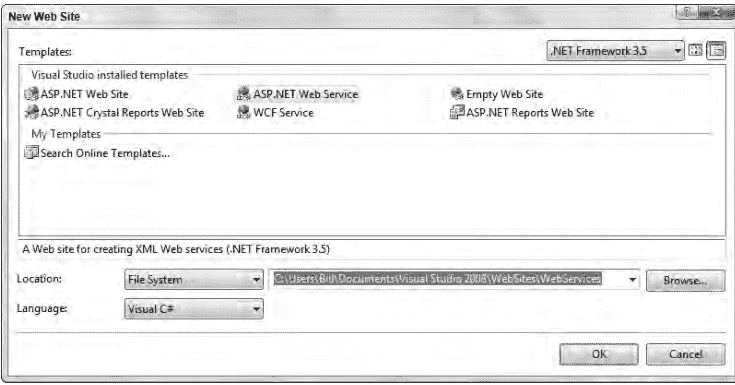 New Web Site
Templates: .NET Framework 3.5
Visual Studio installed templates
ASP.NET Web Site ASP.NET Web Service Empty Web Site
ASP.NET Crystal Reports Web Site WCF Service ASP.NET Reports Web Site
My Templates
Search Online Templates...
A Web site for creating XML Web services (.NET Framework 3.5)
Location: File System C:\Users\Bill\Documents\Visual Studio 2008\WebSites\WebServices Browse...
Language: Visual C#
OK Cancel